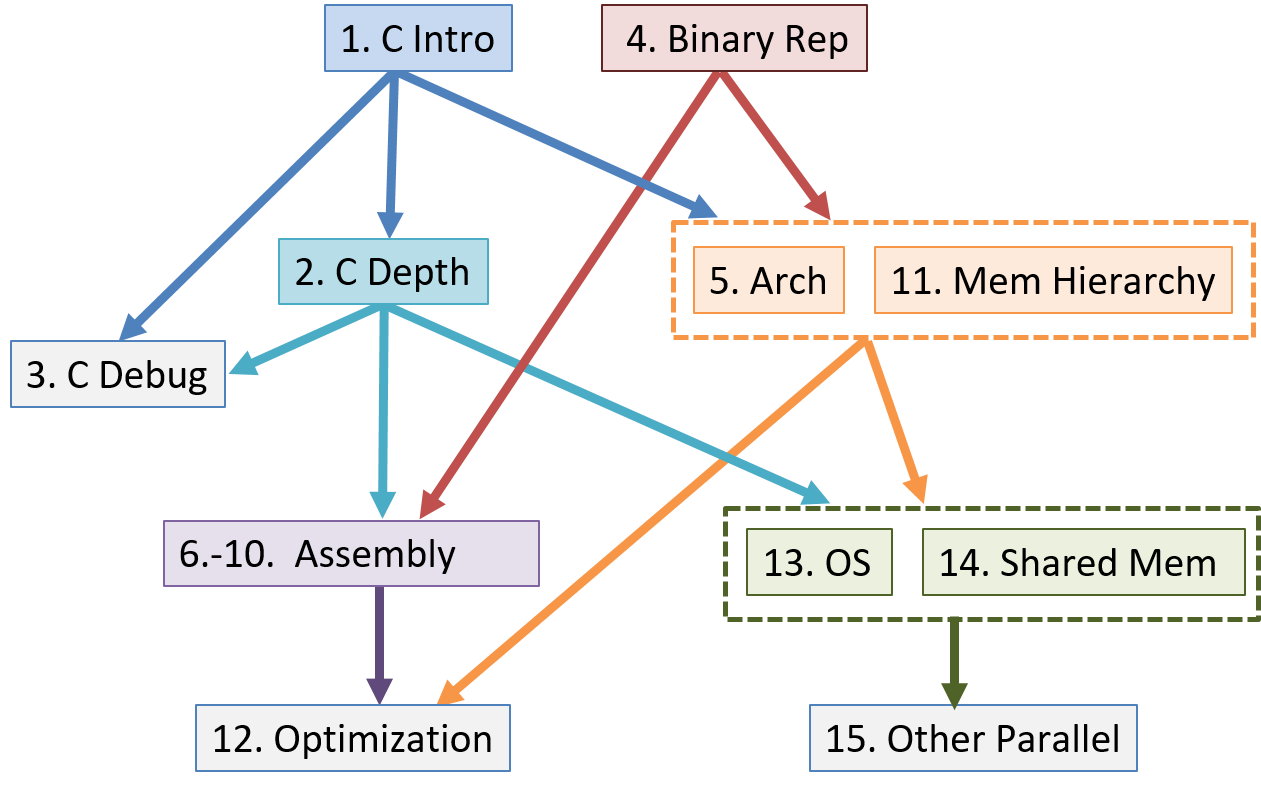 1. C Intro
4. Binary Rep
2. C Depth
5. Arch
11. Mem Hierarchy
3. C Debug
6.-10.  Assembly
13. OS
14. Shared Mem
12. Optimization
15. Other Parallel